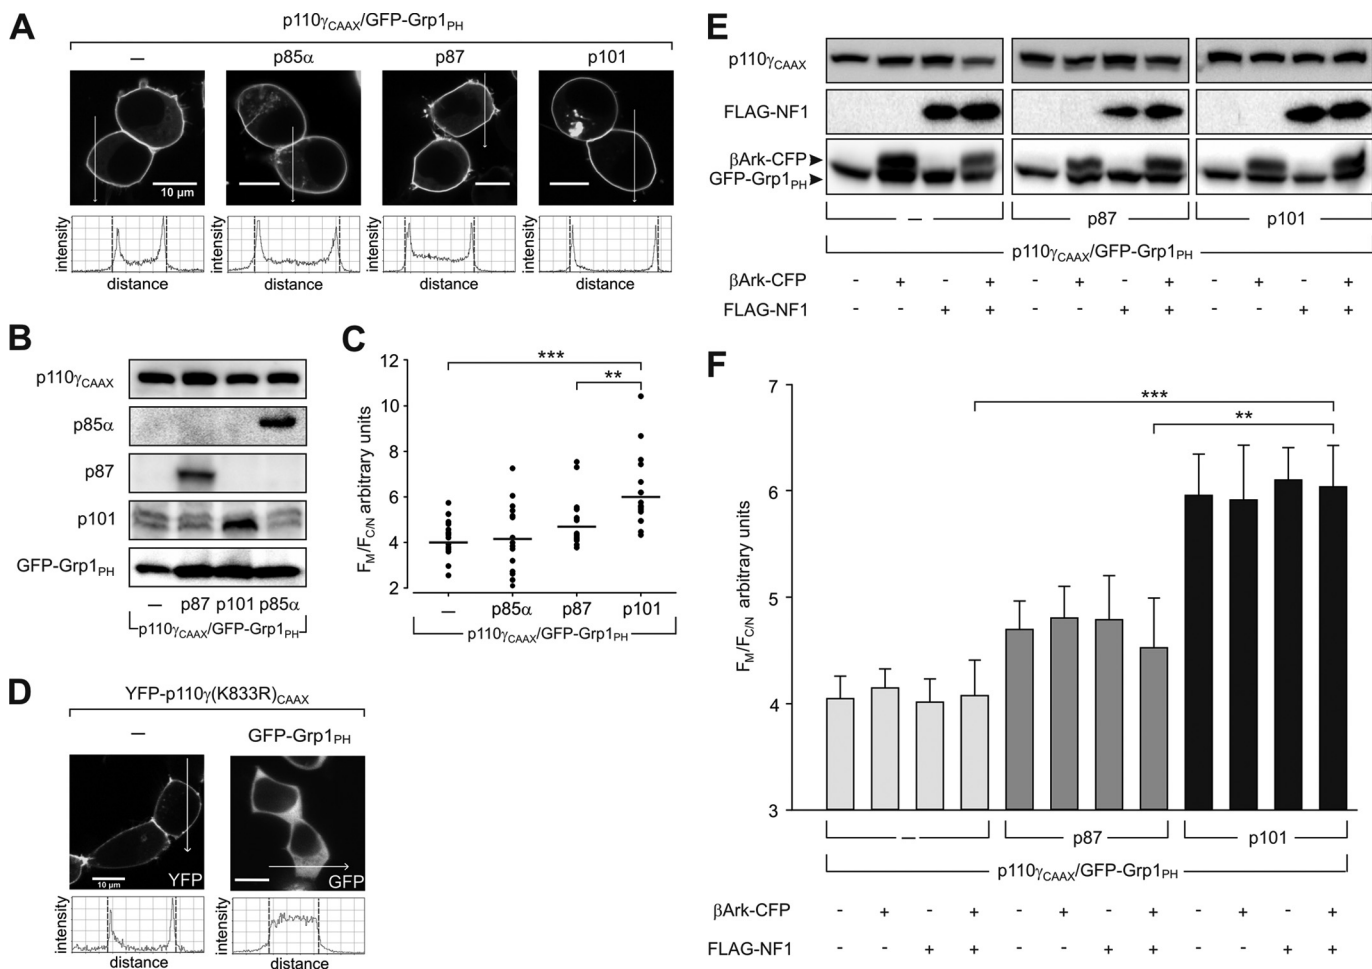 A
p110γCAAX/GFP-Grp1PH
— p85α p87 p101
10 µm
intensity intensity intensity intensity
distance distance distance distance
B
p110γCAAX
p85α
p87
p101
GFP-Grp1PH
— p87 p101 p85α
p110γCAAX/GFP-Grp1PH
C
FM/FC/N arbitrary units
12
10
8
6
4
2
***
**
— p85α p87 p101
p110γCAAX/GFP-Grp1PH
D
YFP-p110γ(K833R)CAAX
— GFP-Grp1PH
10 µm
YFP GFP
intensity intensity
distance distance
E
p110γCAAX
FLAG-NF1
βArk-CFP
GFP-Grp1PH
— p87 p101
p110γCAAX/GFP-Grp1PH
βArk-CFP - + - + - + - + - + - +
FLAG-NF1 - - + + - - + + - - + +
F
FM/FC/N arbitrary units
7
6
5
4
3
***
**
— p87 p101
p110γCAAX/GFP-Grp1PH
βArk-CFP - + - + - + - + - + - +
FLAG-NF1 - - + + - - + + - - + +